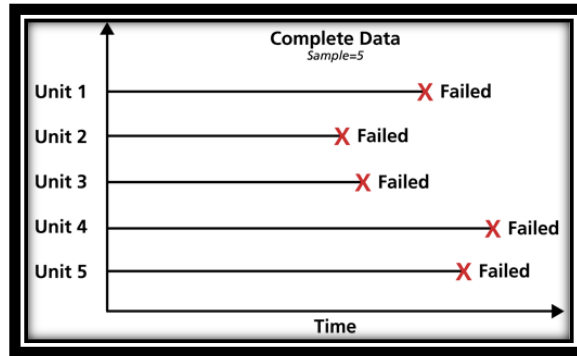 Complete Data
Sample=5
Unit 1
X Failed
Unit 2
X Failed
Unit 3
X Failed
Unit 4
X Failed
Unit 5
X Failed
Time